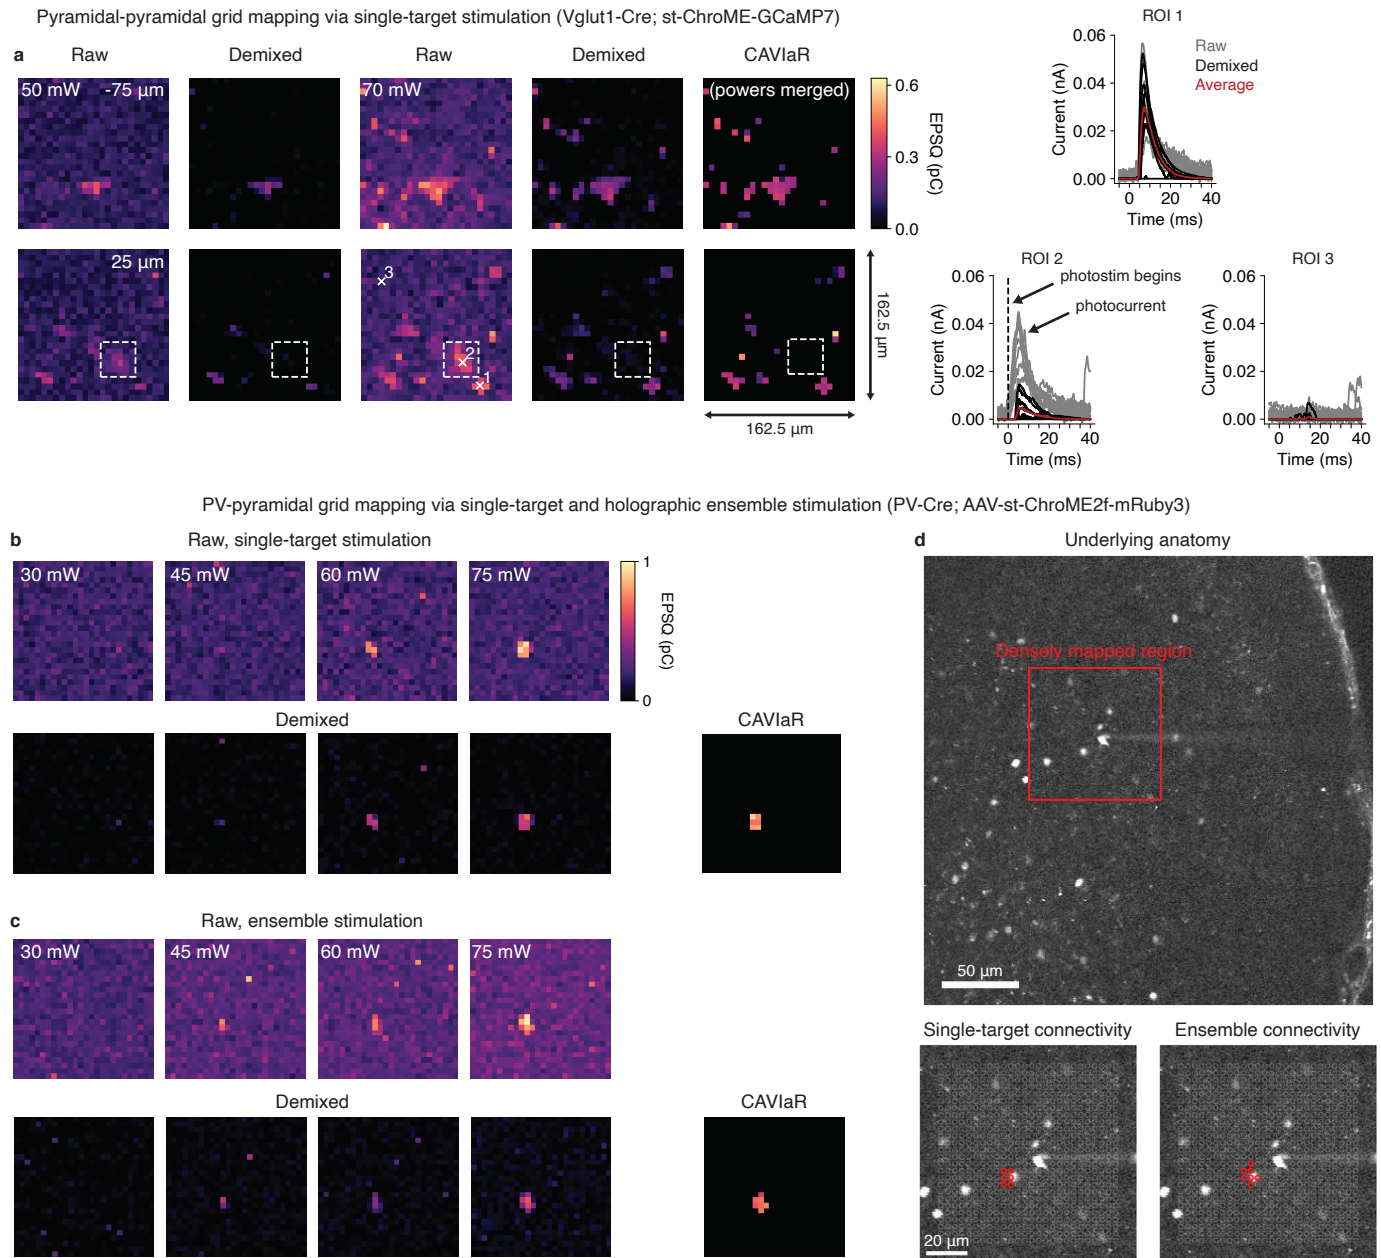 Pyramidal-pyramidal grid mapping via single-target stimulation (Vglut1-Cre; st-ChroME-GCaMP7)
a
Raw
Demixed
Raw
Demixed
CAVIaR
50 mW
-75 µm
70 mW
(powers merged)
0.6
0.3
0.0
EPSQ (pC)
25 µm
3
2
1
162.5 µm
162.5 µm
ROI 1
Raw
Demixed
Average
0.06
0.04
0.02
0.00
Current (nA)
0
20
40
Time (ms)
ROI 2
photostim begins
photocurrent
0.06
0.04
0.02
0.00
Current (nA)
0
20
40
Time (ms)
ROI 3
0.06
0.04
0.02
0.00
Current (nA)
0
20
40
Time (ms)
PV-pyramidal grid mapping via single-target and holographic ensemble stimulation (PV-Cre; AAV-st-ChroME2f-mRuby3)
b
Raw, single-target stimulation
30 mW
45 mW
60 mW
75 mW
1
0
EPSQ (pC)
Demixed
CAVIaR
c
Raw, ensemble stimulation
30 mW
45 mW
60 mW
75 mW
Demixed
CAVIaR
d
Underlying anatomy
Densely mapped region
50 µm
Single-target connectivity
Ensemble connectivity
20 µm